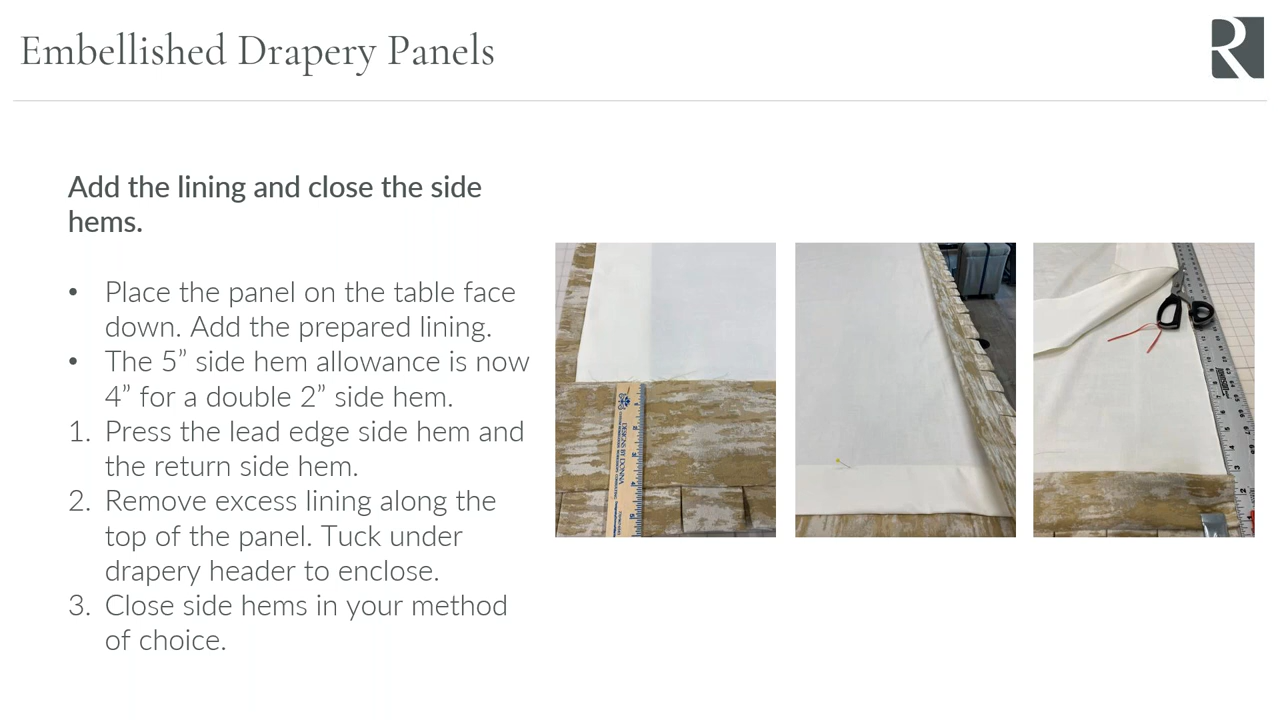 Embellished Drapery Panels
R
Add the lining and close the side
hems.
• Place the panel on the table face
down. Add the prepared lining.
• The 5” side hem allowance is now
4” for a double 2” side hem.
1. Press the lead edge side hem and
the return side hem.
2. Remove excess lining along the
top of the panel. Tuck under
drapery header to enclose.
3. Close side hems in your method
of choice.
DESIGNS BY DONNA